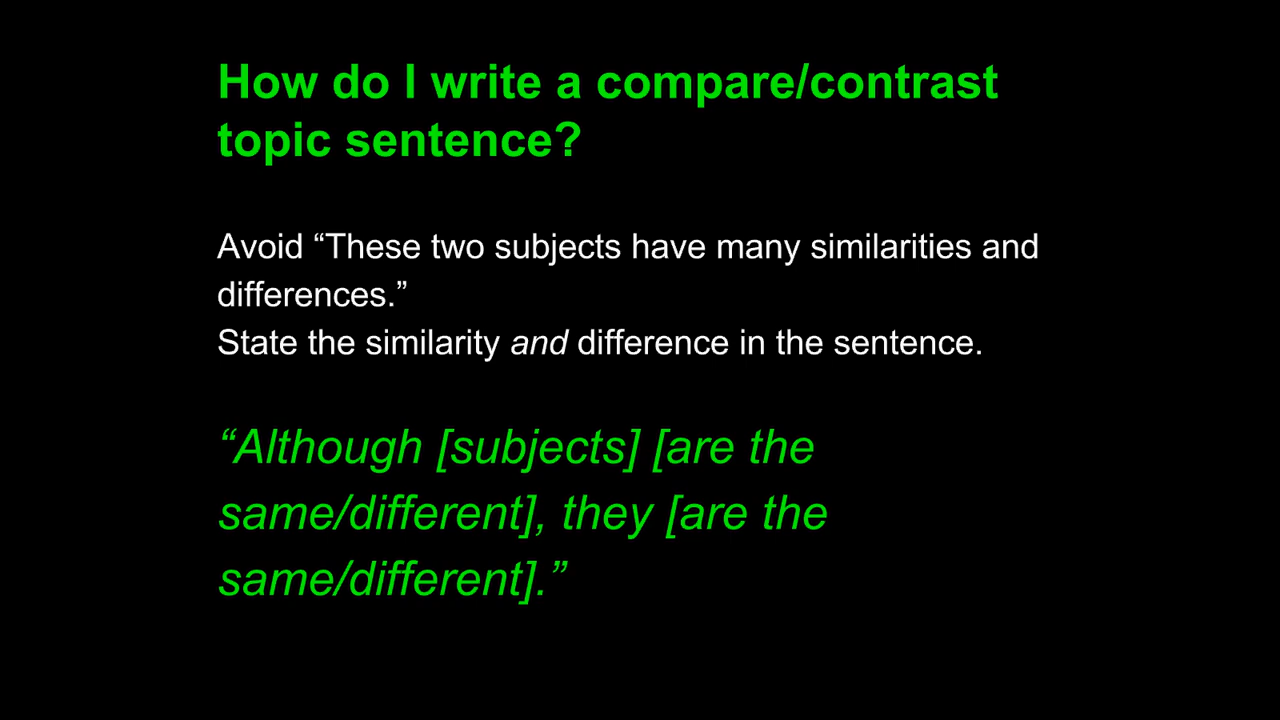 How do I write a compare/contrast
topic sentence?
Avoid “These two subjects have many similarities and
differences.”
State the similarity and difference in the sentence.
“Although [subjects] [are the
same/different], they [are the
same/different].”